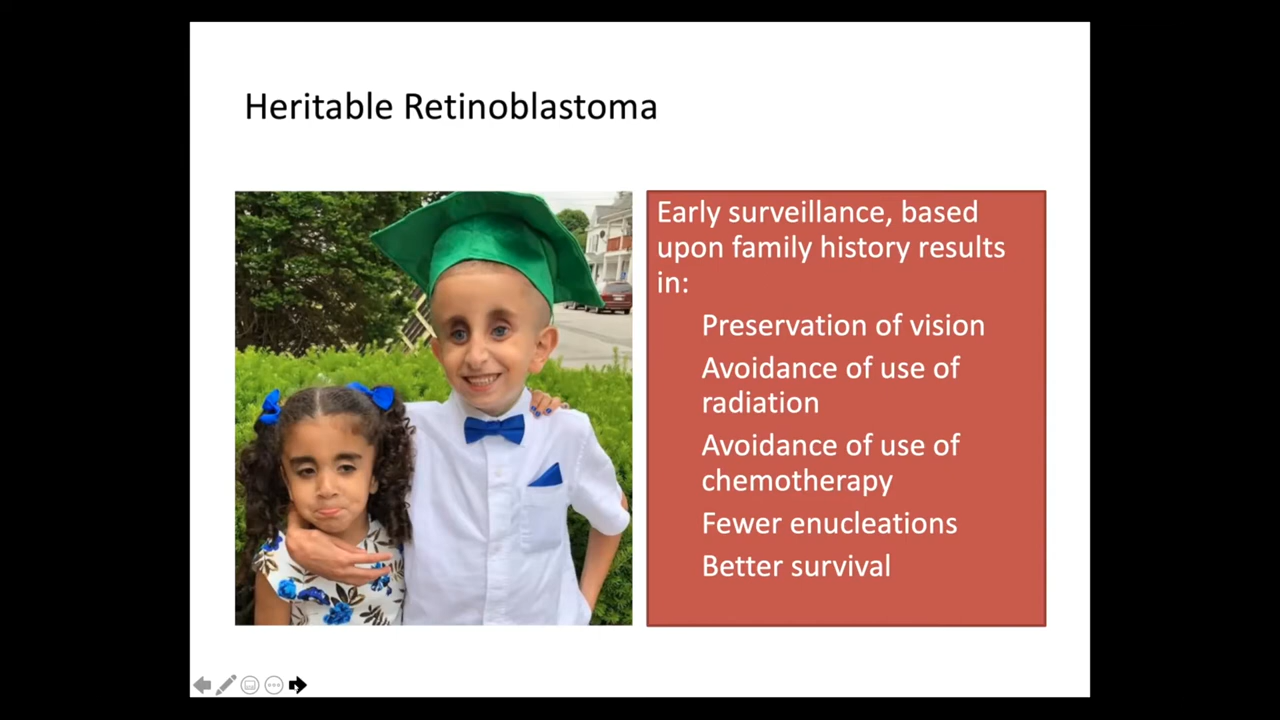 Heritable Retinoblastoma
Early surveillance, based
upon family history results
in:
Preservation of vision
Avoidance of use of
radiation
Avoidance of use of
chemotherapy
Fewer enucleations
Better survival